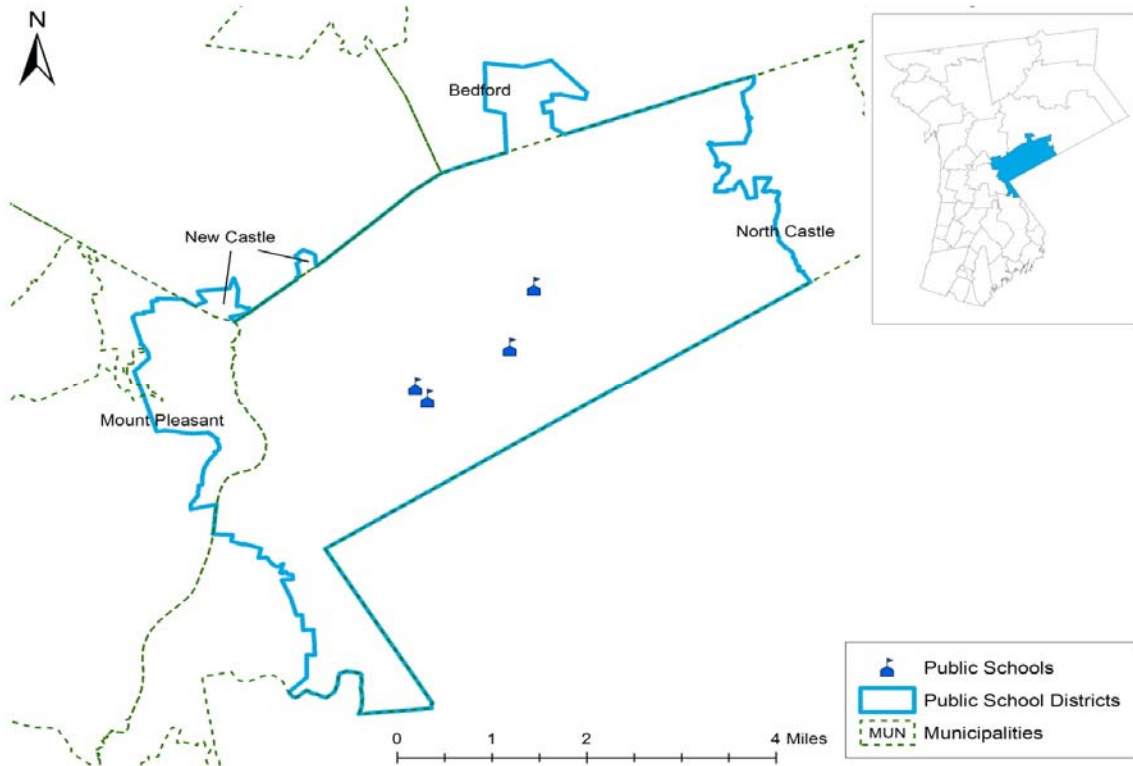 N
Bedford
New Castle
North Castle
Mount Pleasant
Public Schools
Public School Districts
MUN Municipalities
0 1 2 4 Miles